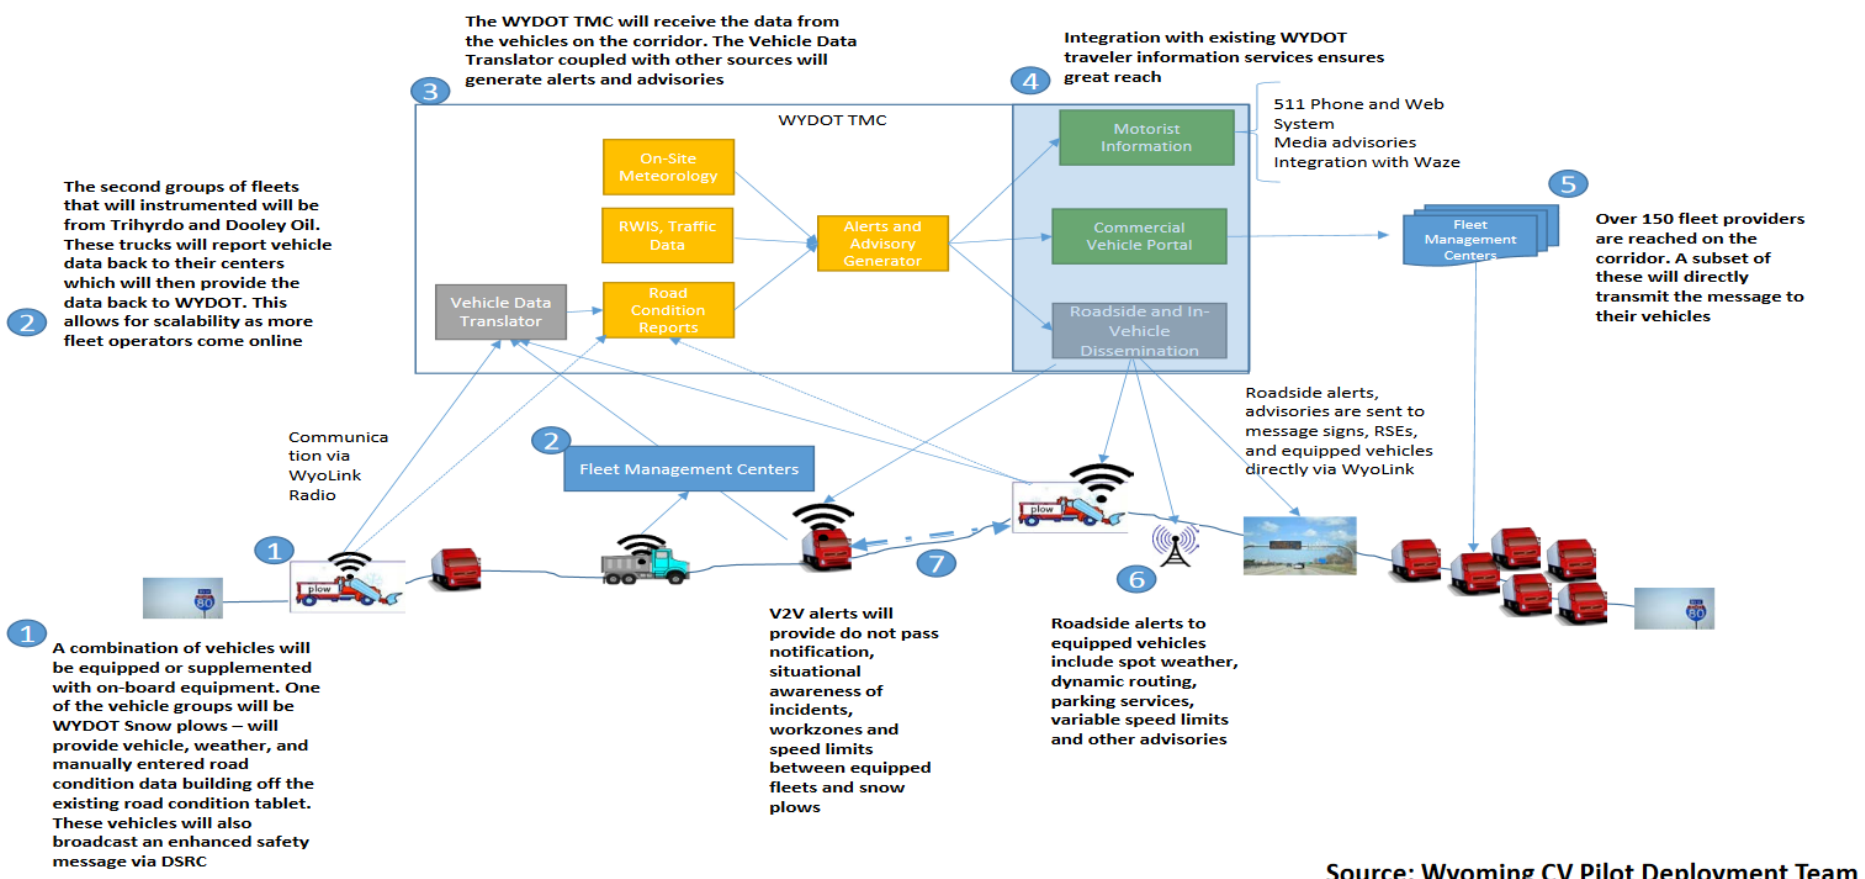 The WYDOT TMC will receive the data from
the vehicles on the corridor. The Vehicle Data
Translator coupled with other sources will
generate alerts and advisories
3
Integration with existing WYDOT
traveler information services ensures
great reach
4
WYDOT TMC
Motorist
Information
511 Phone and Web
System
Media advisories
Integration with Waze
On-Site
Meteorology
RWIS, Traffic
Data
Alerts and
Advisory
Generator
Commercial
Vehicle Portal
Vehicle Data
Translator
Road
Condition
Reports
Roadside and In-
Vehicle
Dissemination
5
Fleet
Management
Centers
Over 150 fleet providers
are reached on the
corridor. A subset of
these will directly
transmit the message to
their vehicles
The second groups of fleets
that will instrumented will be
from Trihyrdo and Dooley Oil.
These trucks will report vehicle
data back to their centers
which will then provide the
data back to WYDOT. This
allows for scalability as more
fleet operators come online
2
Communica
tion via
WyoLink
Radio
2
Fleet Management Centers
Roadside alerts,
advisories are sent to
message signs, RSEs,
and equipped vehicles
directly via WyoLink
1
plow
plow
7
6
80
80
1
A combination of vehicles will
be equipped or supplemented
with on-board equipment. One
of the vehicle groups will be
WYDOT Snow plows – will
provide vehicle, weather, and
manually entered road
condition data building off the
existing road condition tablet.
These vehicles will also
broadcast an enhanced safety
message via DSRC
V2V alerts will
provide do not pass
notification,
situational
awareness of
incidents,
workzones and
speed limits
between equipped
fleets and snow
plows
Roadside alerts to
equipped vehicles
include spot weather,
dynamic routing,
parking services,
variable speed limits
and other advisories
Source: Wyoming CV Pilot Deployment Team